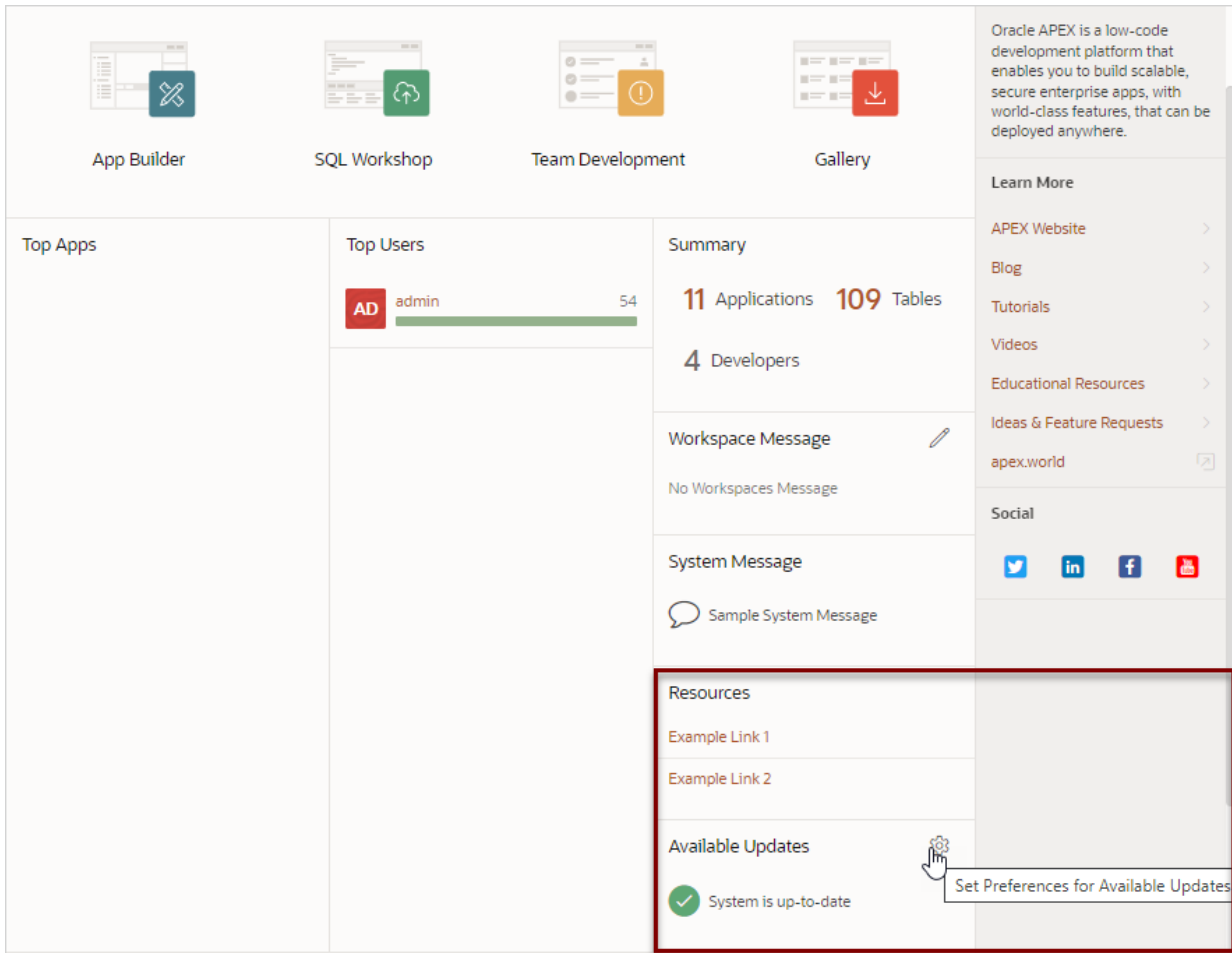 App Builder
SQL Workshop
Team Development
Gallery
Top Apps
Top Users
AD
admin
54
Summary
11 Applications
109 Tables
4 Developers
Workspace Message
No Workspaces Message
System Message
Sample System Message
Resources
Example Link 1
Example Link 2
Available Updates
Set Preferences for Available Updates
System is up-to-date
Oracle APEX is a low-code
development platform that
enables you to build scalable,
secure enterprise apps, with
world-class features, that can be
deployed anywhere.
Learn More
APEX Website
Blog
Tutorials
Videos
Educational Resources
Ideas & Feature Requests
apex.world
Social
in
f